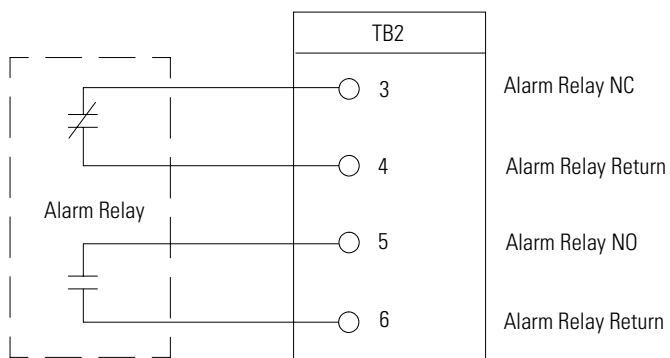 TB2
3 Alarm Relay NC
4 Alarm Relay Return
Alarm Relay
5 Alarm Relay NO
6 Alarm Relay Return